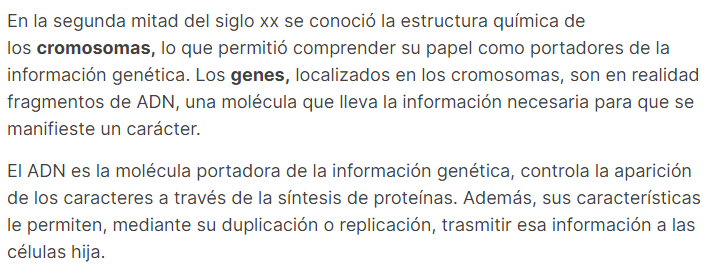 En la segunda mitad del siglo xx se conoció la estructura química de
los cromosomas, lo que permitió comprender su papel como portadores de la
información genética. Los genes, localizados en los cromosomas, son en realidad
fragmentos de ADN, una molécula que lleva la información necesaria para que se
manifieste un carácter.
El ADN es la molécula portadora de la información genética, controla la aparición
de los caracteres a través de la síntesis de proteínas. Además, sus características
le permiten, mediante su duplicación o replicación, trasmitir esa información a las
células hija.